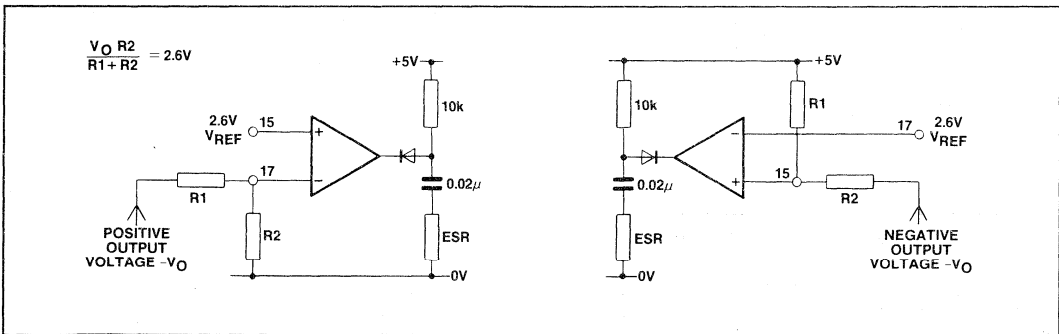 V_O R2 / R1 + R2 = 2.6V
+5V
10k
2.6V
V_REF
15
+
17
−
R1
R2
0.02μ
ESR
POSITIVE
OUTPUT
VOLTAGE –V_O
0V
+5V
10k
R1
2.6V
17
V_REF
−
+
15
R2
0.02μ
ESR
NEGATIVE
OUTPUT
VOLTAGE –V_O
0V